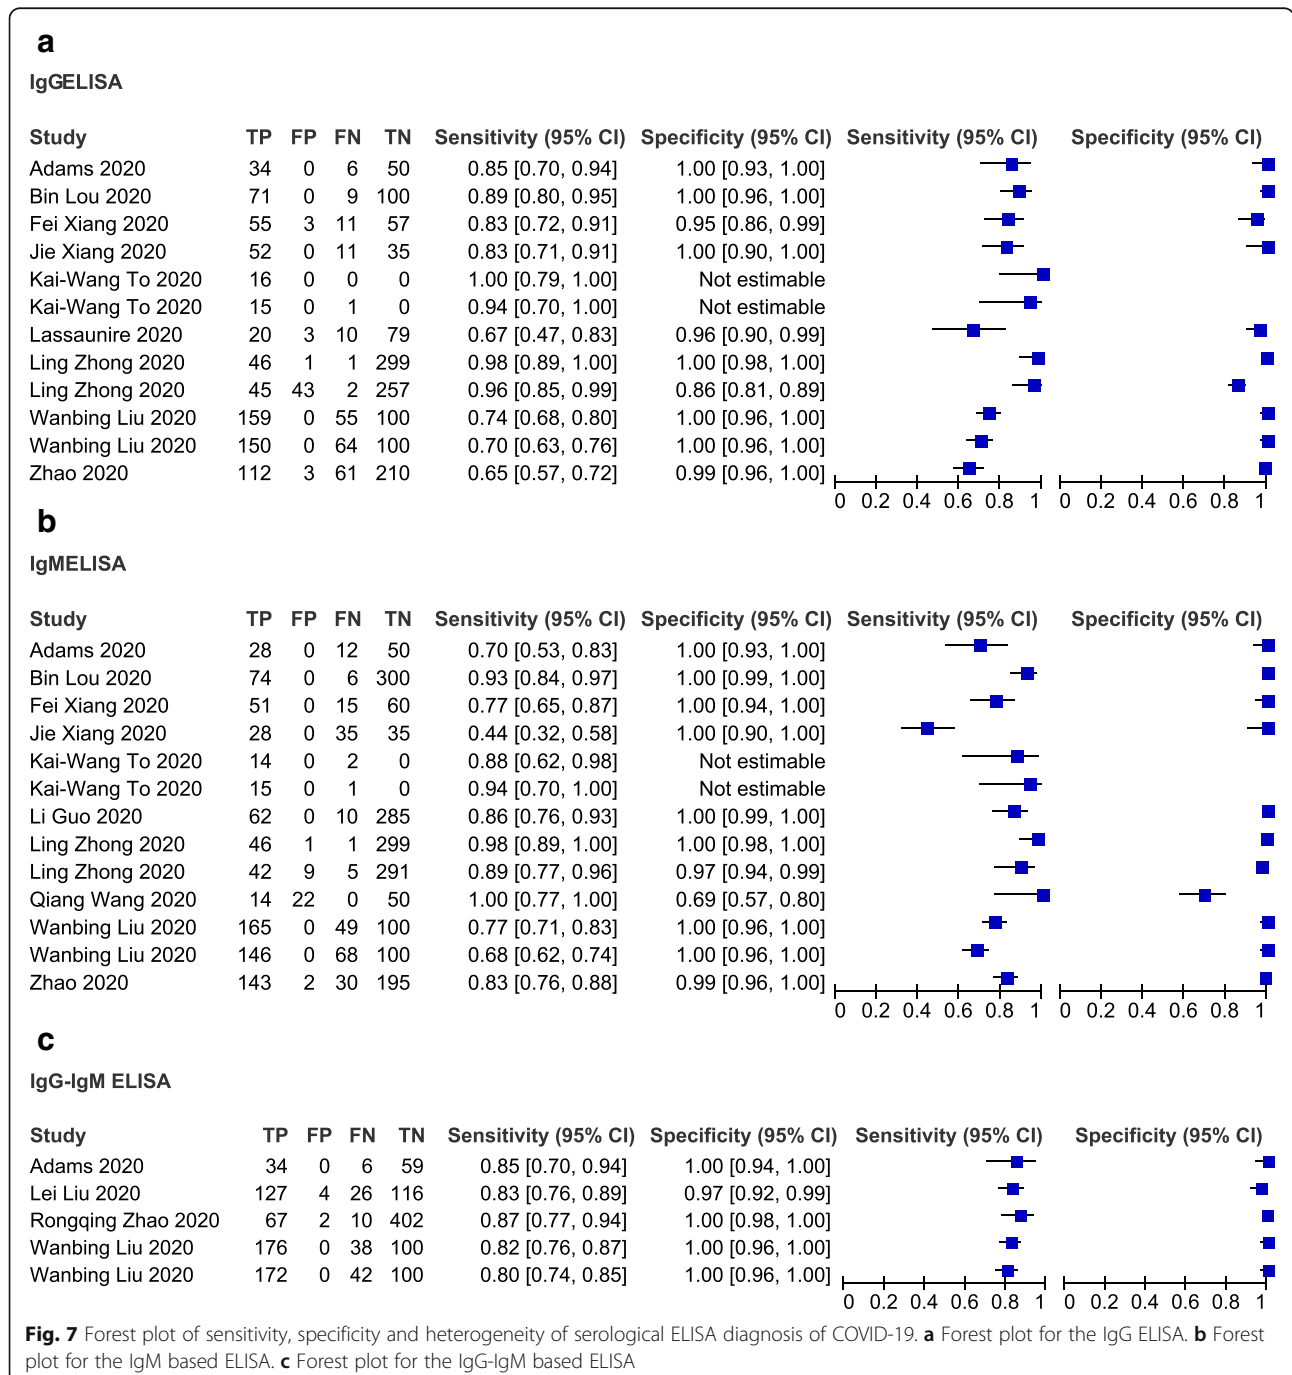 a
IgGELISA
Study TP FP FN TN Sensitivity (95% CI) Specificity (95% CI) Sensitivity (95% CI) Specificity (95% CI)
Adams 2020 34 0 6 50 0.85 [0.70, 0.94] 1.00 [0.93, 1.00]
Bin Lou 2020 71 0 9 100 0.89 [0.80, 0.95] 1.00 [0.96, 1.00]
Fei Xiang 2020 55 3 11 57 0.83 [0.72, 0.91] 0.95 [0.86, 0.99]
Jie Xiang 2020 52 0 11 35 0.83 [0.71, 0.91] 1.00 [0.90, 1.00]
Kai-Wang To 2020 16 0 0 0 1.00 [0.79, 1.00] Not estimable
Kai-Wang To 2020 15 0 1 0 0.94 [0.70, 1.00] Not estimable
Lassaunire 2020 20 3 10 79 0.67 [0.47, 0.83] 0.96 [0.90, 0.99]
Ling Zhong 2020 46 1 1 299 0.98 [0.89, 1.00] 1.00 [0.98, 1.00]
Ling Zhong 2020 45 43 2 257 0.96 [0.85, 0.99] 0.86 [0.81, 0.89]
Wanbing Liu 2020 159 0 55 100 0.74 [0.68, 0.80] 1.00 [0.96, 1.00]
Wanbing Liu 2020 150 0 64 100 0.70 [0.63, 0.76] 1.00 [0.96, 1.00]
Zhao 2020 112 3 61 210 0.65 [0.57, 0.72] 0.99 [0.96, 1.00]
0 0.2 0.4 0.6 0.8 1 0 0.2 0.4 0.6 0.8 1
b
IgMELISA
Study TP FP FN TN Sensitivity (95% CI) Specificity (95% CI) Sensitivity (95% CI) Specificity (95% CI)
Adams 2020 28 0 12 50 0.70 [0.53, 0.83] 1.00 [0.93, 1.00]
Bin Lou 2020 74 0 6 300 0.93 [0.84, 0.97] 1.00 [0.99, 1.00]
Fei Xiang 2020 51 0 15 60 0.77 [0.65, 0.87] 1.00 [0.94, 1.00]
Jie Xiang 2020 28 0 35 35 0.44 [0.32, 0.58] 1.00 [0.90, 1.00]
Kai-Wang To 2020 14 0 2 0 0.88 [0.62, 0.98] Not estimable
Kai-Wang To 2020 15 0 1 0 0.94 [0.70, 1.00] Not estimable
Li Guo 2020 62 0 10 285 0.86 [0.76, 0.93] 1.00 [0.99, 1.00]
Ling Zhong 2020 46 1 1 299 0.98 [0.89, 1.00] 1.00 [0.98, 1.00]
Ling Zhong 2020 42 9 5 291 0.89 [0.77, 0.96] 0.97 [0.94, 0.99]
Qiang Wang 2020 14 22 0 50 1.00 [0.77, 1.00] 0.69 [0.57, 0.80]
Wanbing Liu 2020 165 0 49 100 0.77 [0.71, 0.83] 1.00 [0.96, 1.00]
Wanbing Liu 2020 146 0 68 100 0.68 [0.62, 0.74] 1.00 [0.96, 1.00]
Zhao 2020 143 2 30 195 0.83 [0.76, 0.88] 0.99 [0.96, 1.00]
0 0.2 0.4 0.6 0.8 1 0 0.2 0.4 0.6 0.8 1
c
IgG-IgM ELISA
Study TP FP FN TN Sensitivity (95% CI) Specificity (95% CI) Sensitivity (95% CI) Specificity (95% CI)
Adams 2020 34 0 6 59 0.85 [0.70, 0.94] 1.00 [0.94, 1.00]
Lei Liu 2020 127 4 26 116 0.83 [0.76, 0.89] 0.97 [0.92, 0.99]
Rongqing Zhao 2020 67 2 10 402 0.87 [0.77, 0.94] 1.00 [0.98, 1.00]
Wanbing Liu 2020 176 0 38 100 0.82 [0.76, 0.87] 1.00 [0.96, 1.00]
Wanbing Liu 2020 172 0 42 100 0.80 [0.74, 0.85] 1.00 [0.96, 1.00]
0 0.2 0.4 0.6 0.8 1 0 0.2 0.4 0.6 0.8 1
Fig. 7 Forest plot of sensitivity, specificity and heterogeneity of serological ELISA diagnosis of COVID-19. a Forest plot for the IgG ELISA. b Forest
plot for the IgM based ELISA. c Forest plot for the IgG-IgM based ELISA